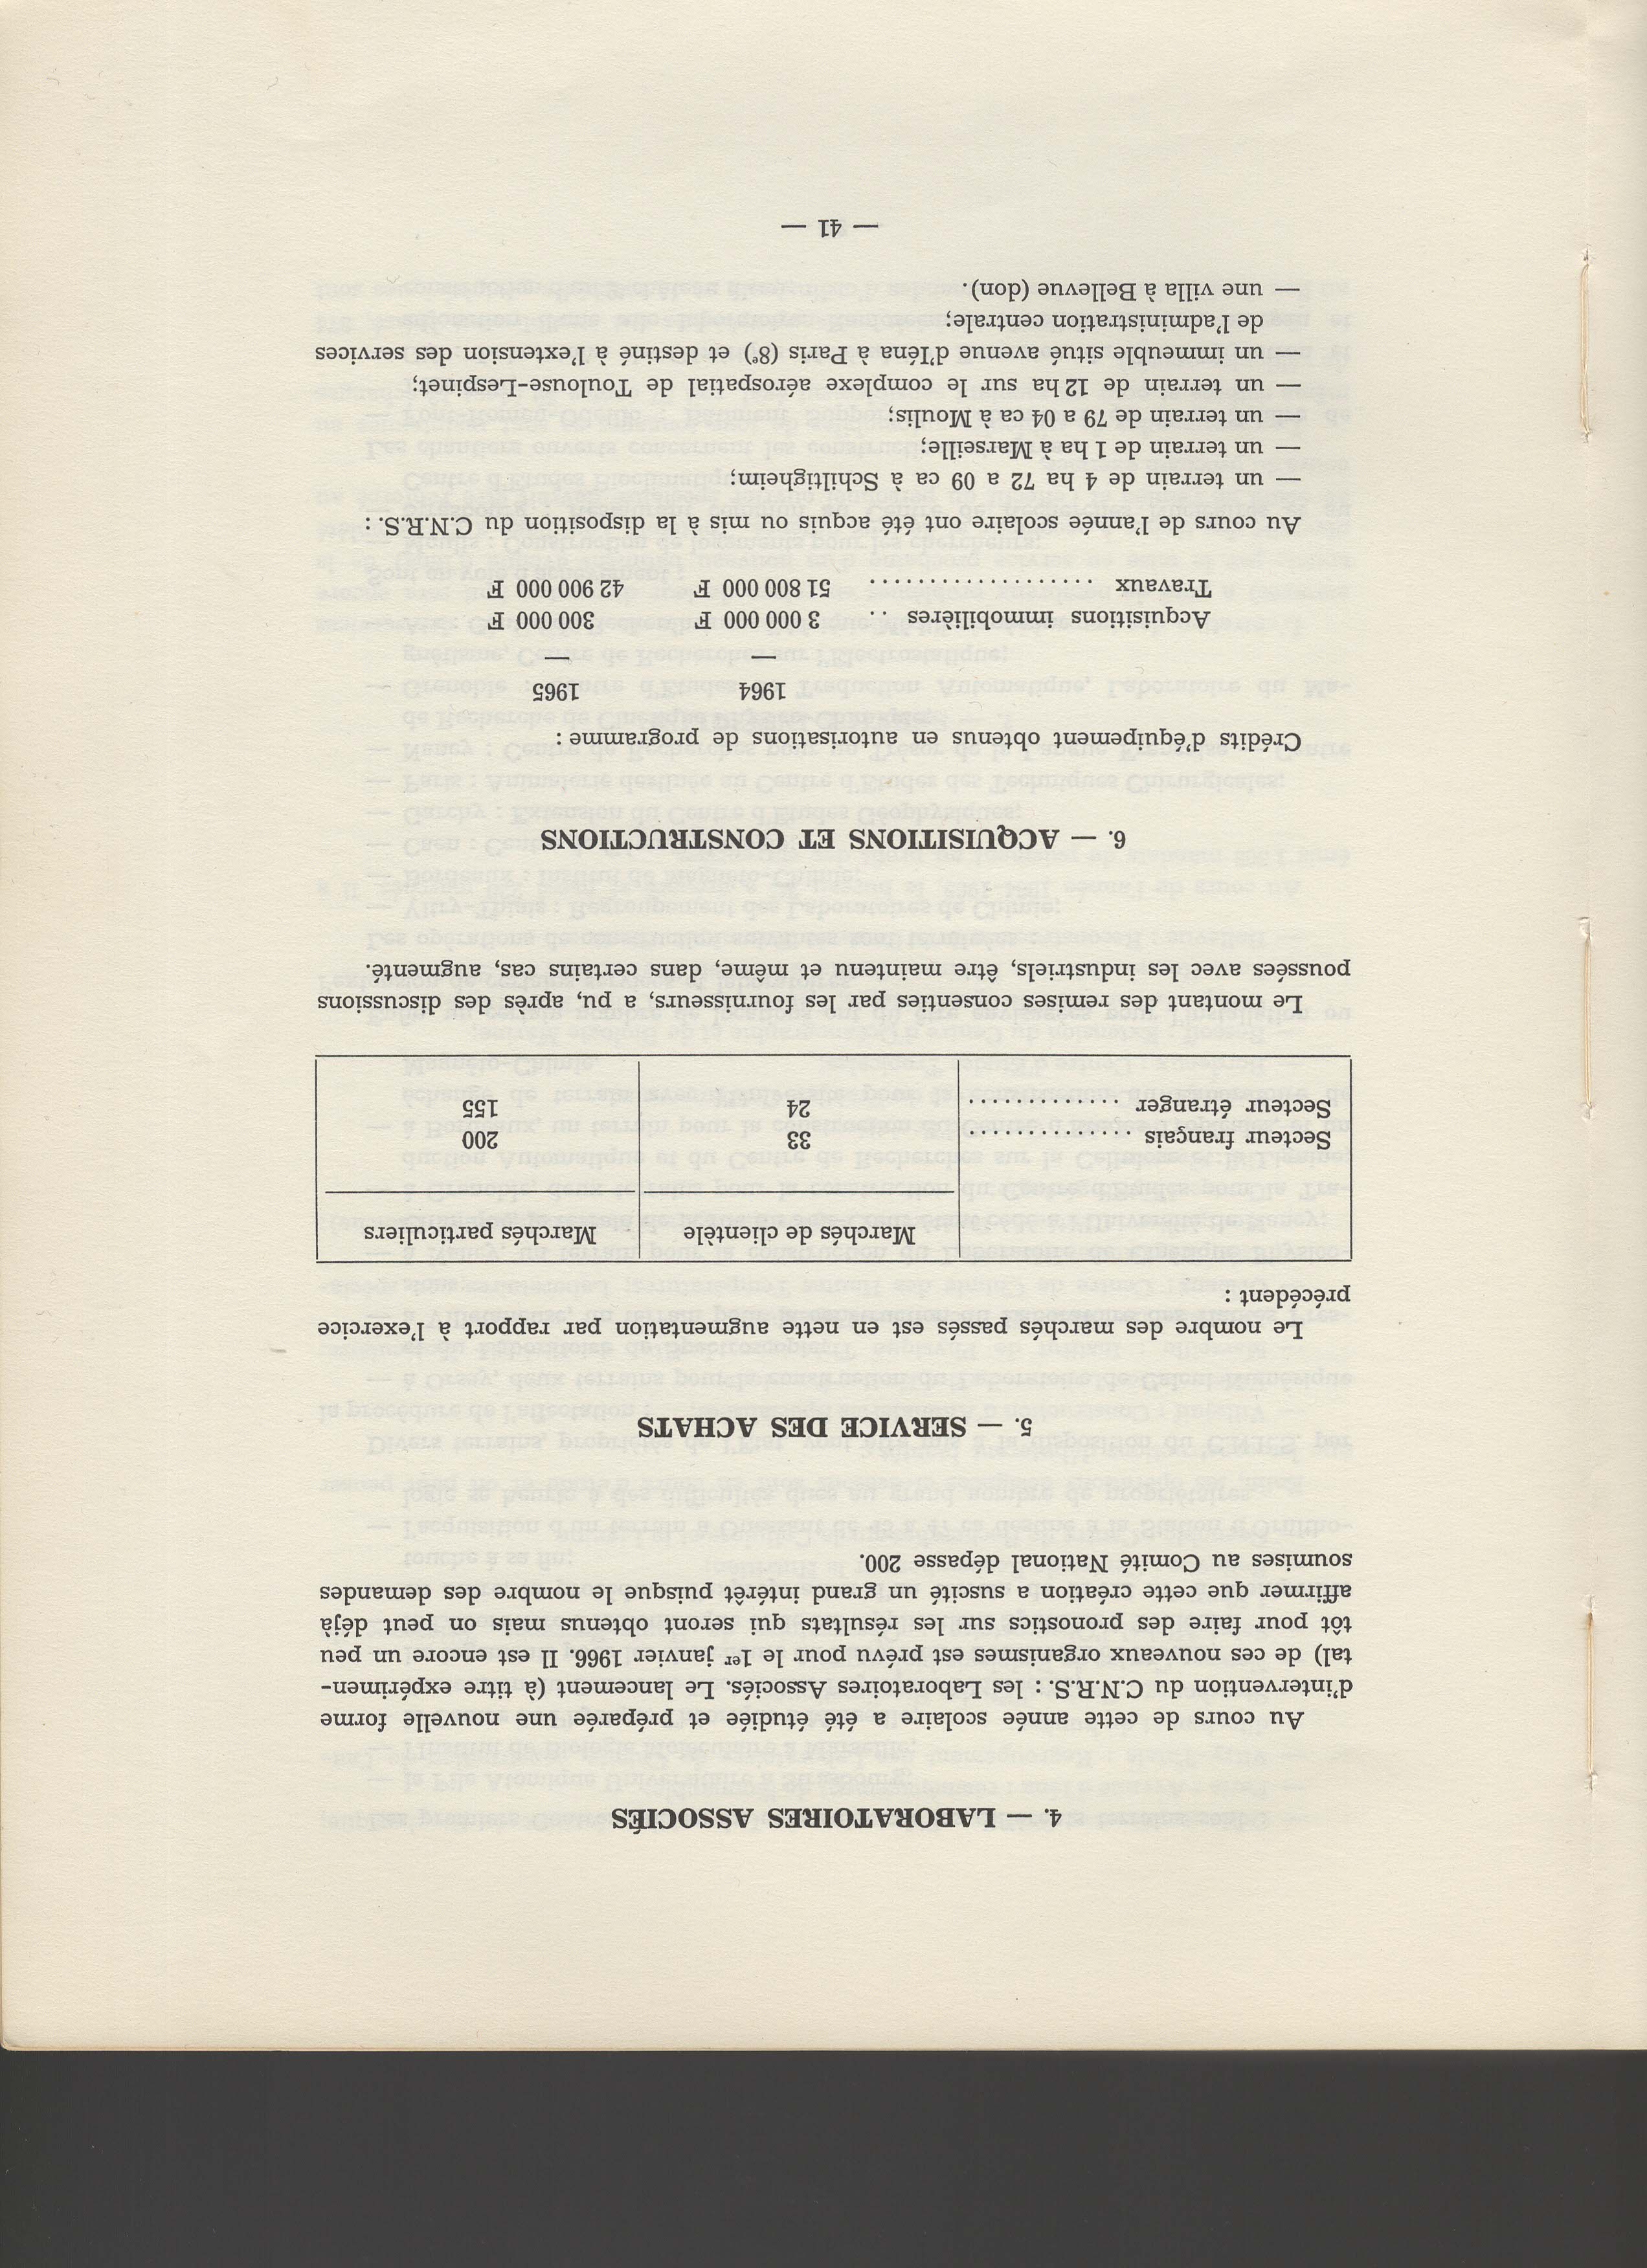 4. — LABORATOIRES ASSOCIÉS
Au cours de cette année scolaire a été étudiée et préparée une nouvelle forme
d'intervention du C.N.R.S. : les Laboratoires Associés. Le lancement (à titre expérimen-
tal) de ces nouveaux organismes est prévu pour le 1er janvier 1966. Il est encore un peu
tôt pour faire des pronostics sur les résultats qui seront obtenus mais on peut déjà
affirmer que cette création a suscité un grand intérêt puisque le nombre des demandes
soumises au Comité National dépasse 200.
5. — SERVICE DES ACHATS
Le nombre des marchés passés est en nette augmentation par rapport à l'exercice
précédent :
Marchés de clientèle Marchés particuliers
Secteur français .............. 33 200
Secteur étranger ............. 24 155
Le montant des remises consenties par les fournisseurs, a pu, après des discussions
poussées avec les industriels, être maintenu et même, dans certains cas, augmenté.
6. — ACQUISITIONS ET CONSTRUCTIONS
Crédits d'équipement obtenus en autorisations de programme :
1964 1965
— —
Acquisitions immobilières .. 3 000 000 F 300 000 F
Travaux ................... 51 800 000 F 42 900 000 F
Au cours de l'année scolaire ont été acquis ou mis à la disposition du C.N.R.S. :
— un terrain de 4 ha 72 a 09 ca à Schiltigheim;
— un terrain de 1 ha à Marseille;
— un terrain de 79 a 04 ca à Moulis;
— un terrain de 12 ha sur le complexe aérospatial de Toulouse-Lespinet;
— un immeuble situé avenue d'Iéna à Paris (8e) et destiné à l'extension des services
de l'administration centrale;
— une villa à Bellevue (don).
— 41 —